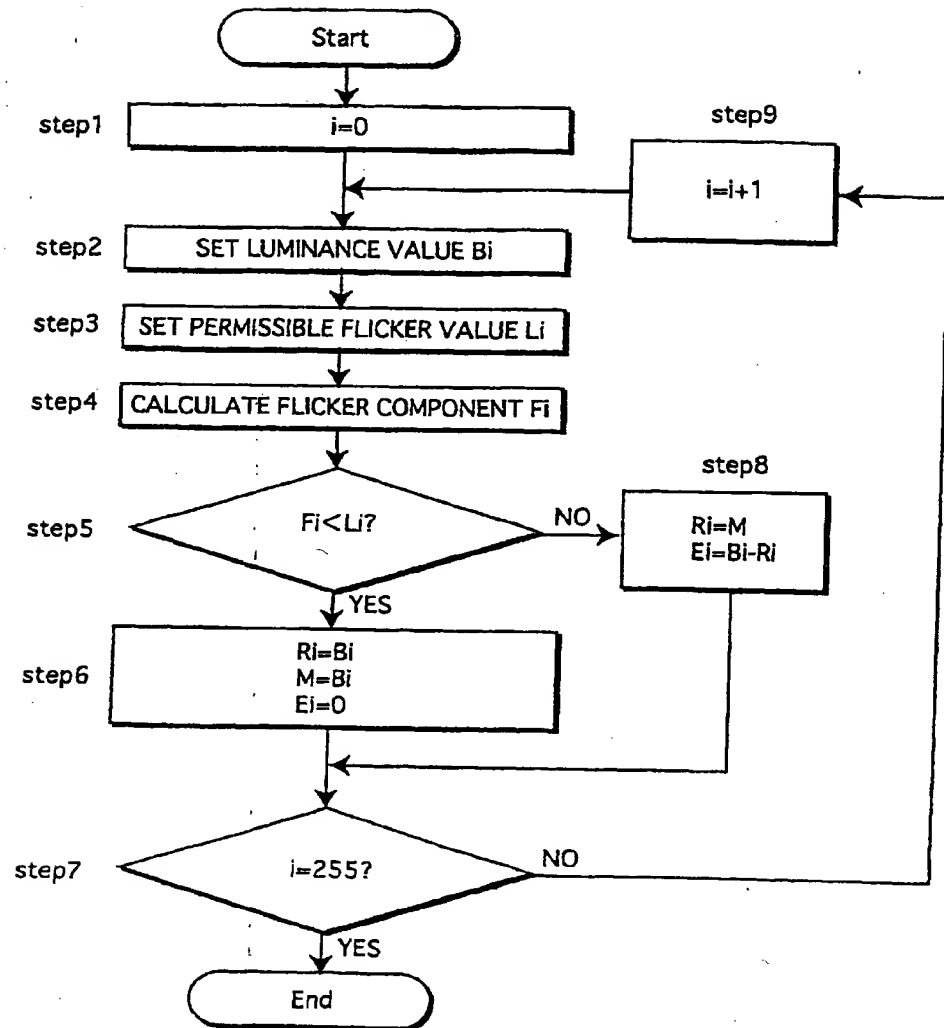 Start
step1
i=0
step9
i=i+1
step2
SET LUMINANCE VALUE Bi
step3
SET PERMISSIBLE FLICKER VALUE Li
step4
CALCULATE FLICKER COMPONENT Fi
step5
Fi<Li?
NO
step8
Ri=M
Ei=Bi-Ri
YES
step6
Ri=Bi
M=Bi
Ei=0
step7
i=255?
NO
YES
End